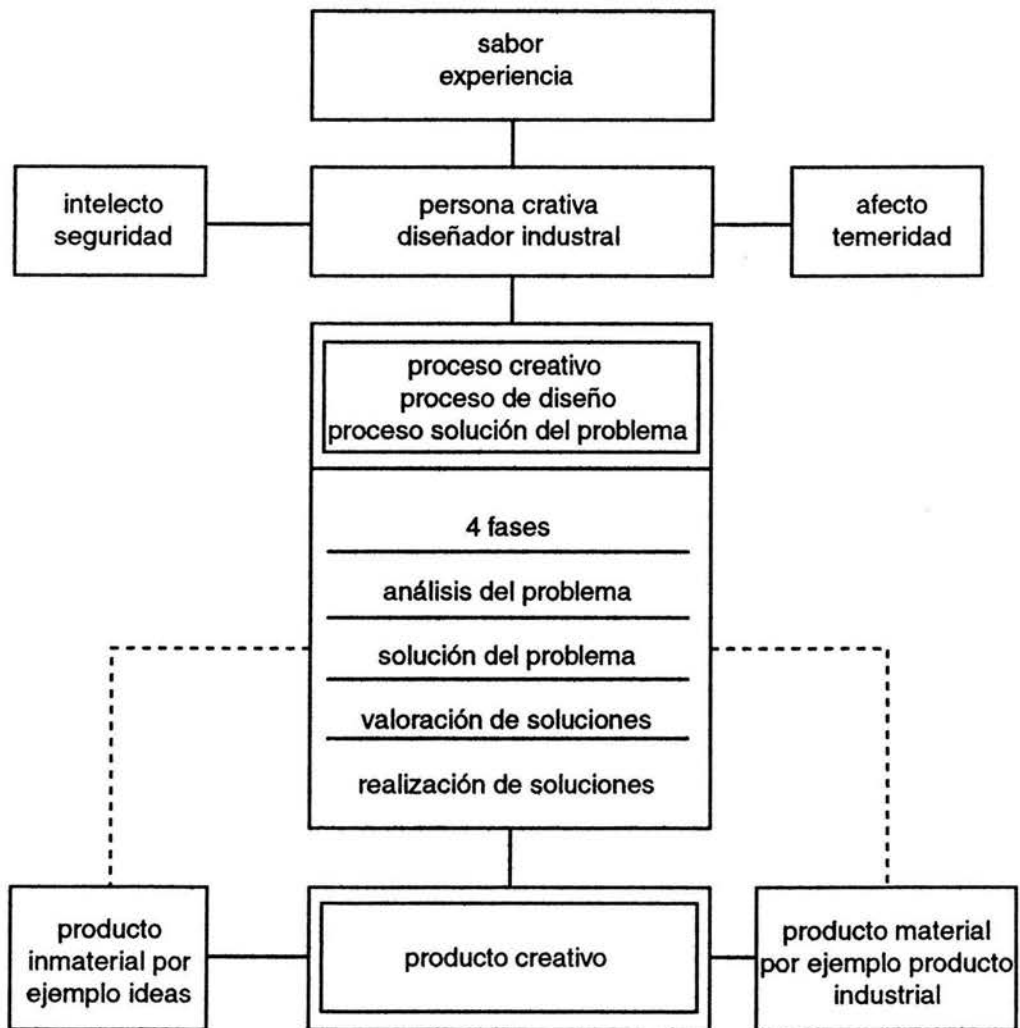 sabor
experiencia
intelecto
seguridad
persona crativa
diseñador industral
afecto
temeridad
proceso creativo
proceso de diseño
proceso solución del problema
4 fases
análisis del problema
solución del problema
valoración de soluciones
realización de soluciones
producto
inmaterial por
ejemplo ideas
producto creativo
producto material
por ejemplo producto
industrial